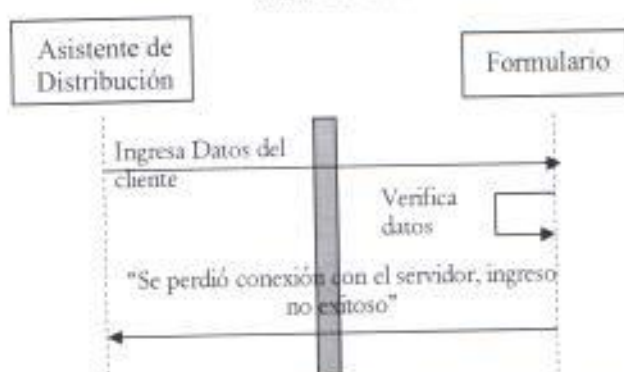 Asistente de
Distribución
Formulario
Ingresa Datos del
cliente
Verifica
datos
"Se perdió conexión con el servidor, ingreso
no exitoso"